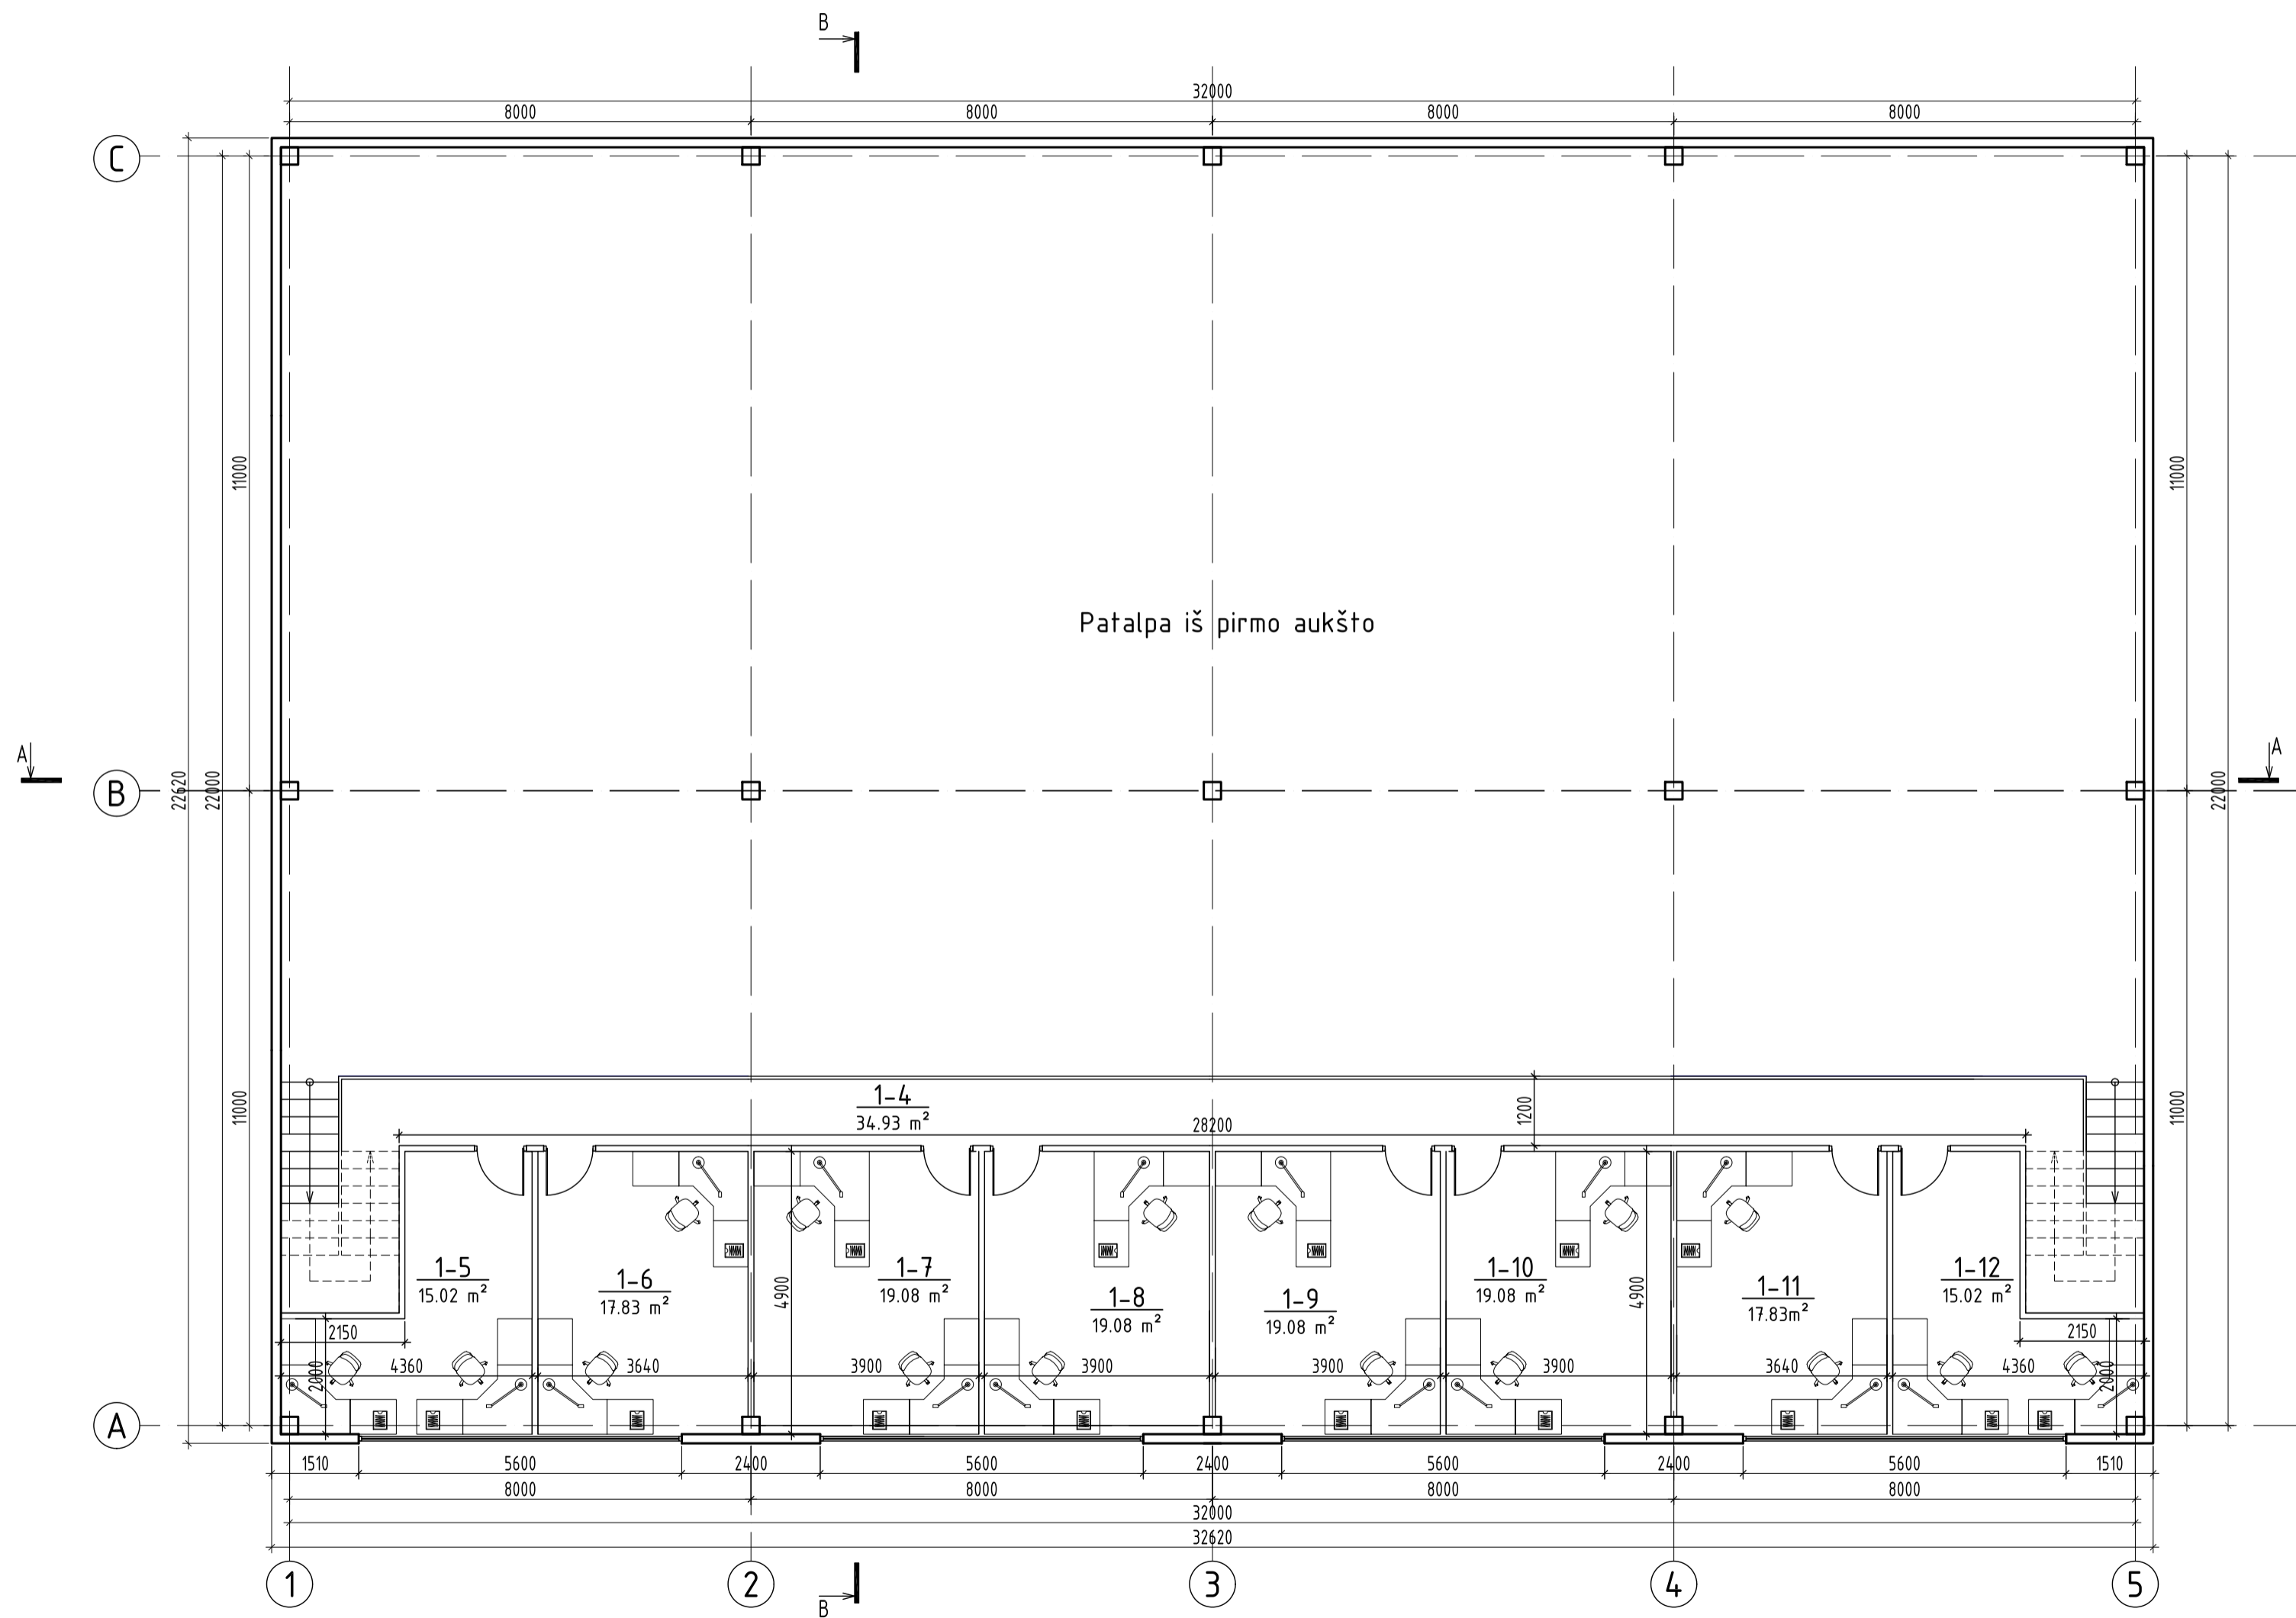 B
32000
8000 8000 8000 8000
C
11000 11000
Patalpa iš pirmo aukšto
A A
B
22620 22000 22000
11000 11000
1-4
34.93 m²
1200
28200
1-5
15.02 m²
1-6
17.83 m²
4900
1-7
19.08 m²
1-8
19.08 m²
1-9
19.08 m²
1-10
19.08 m²
4900
1-11
17.83m²
1-12
15.02 m²
2150 2150
2000 4360 3640 3900 3900 3900 3900 3640 4360 2000
A
1510 5600 2400 5600 2400 5600 2400 5600 1510
8000 8000 8000 8000
32000
32620
1 2 3 4 5
B